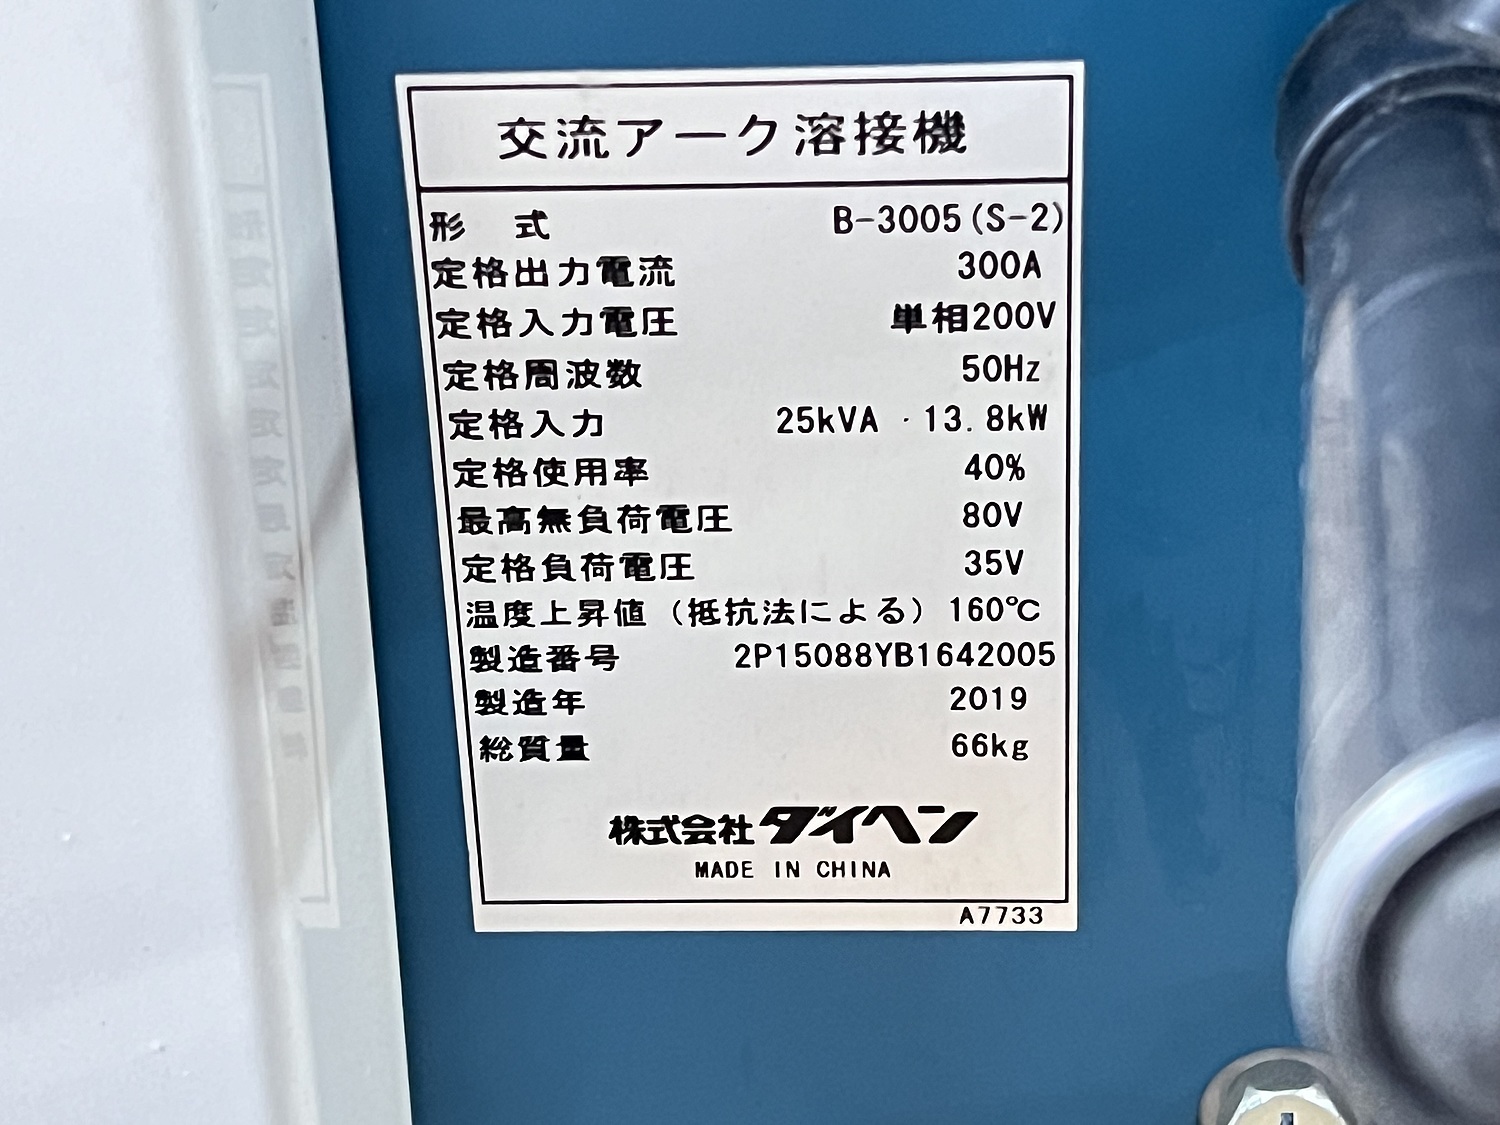 交流アーク溶接機
形　式 B-3005(S-2)
定格出力電流 300A
定格入力電圧 単相200V
定格周波数 50Hz
定格入力 25kVA · 13.8kW
定格使用率 40%
最高無負荷電圧 80V
定格負荷電圧 35V
温度上昇値（抵抗法による） 160℃
製造番号 2P15088YB1642005
製造年 2019
総質量 66kg
株式会社ダイヘン
MADE IN CHINA
A7733